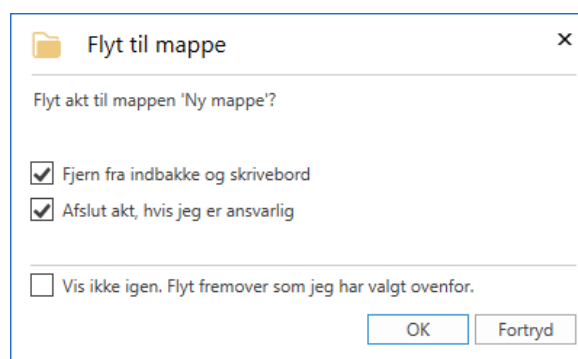 Flyt til mappe
Flyt akt til mappen 'Ny mappe'?
Fjern fra indbakke og skrivebord
Afslut akt, hvis jeg er ansvarlig
Vis ikke igen. Flyt fremover som jeg har valgt ovenfor.
OK Fortryd